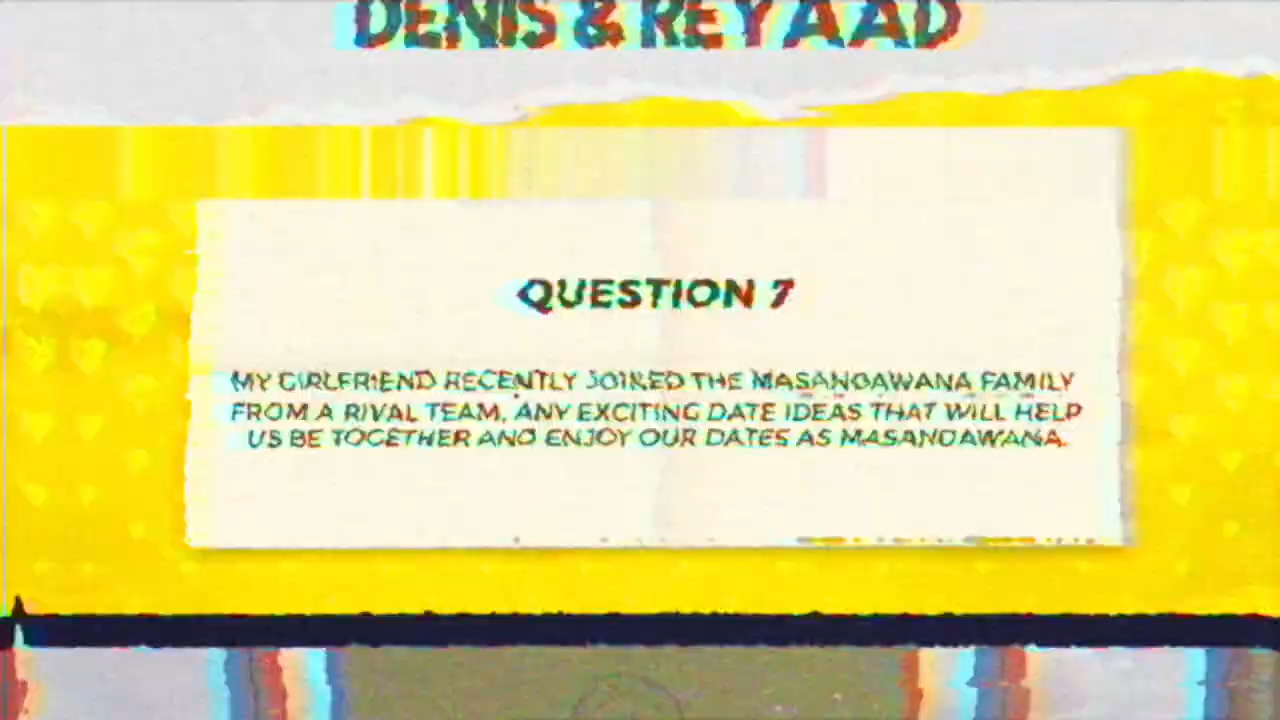 DENIS & REYAAD
QUESTION 7
MY GIRLFRIEND RECENTLY JOINED THE MASANDAWANA FAMILY
FROM A RIVAL TEAM, ANY EXCITING DATE IDEAS THAT WILL HELP
US BE TOGETHER AND ENJOY OUR DATES AS MASANDAWANA.